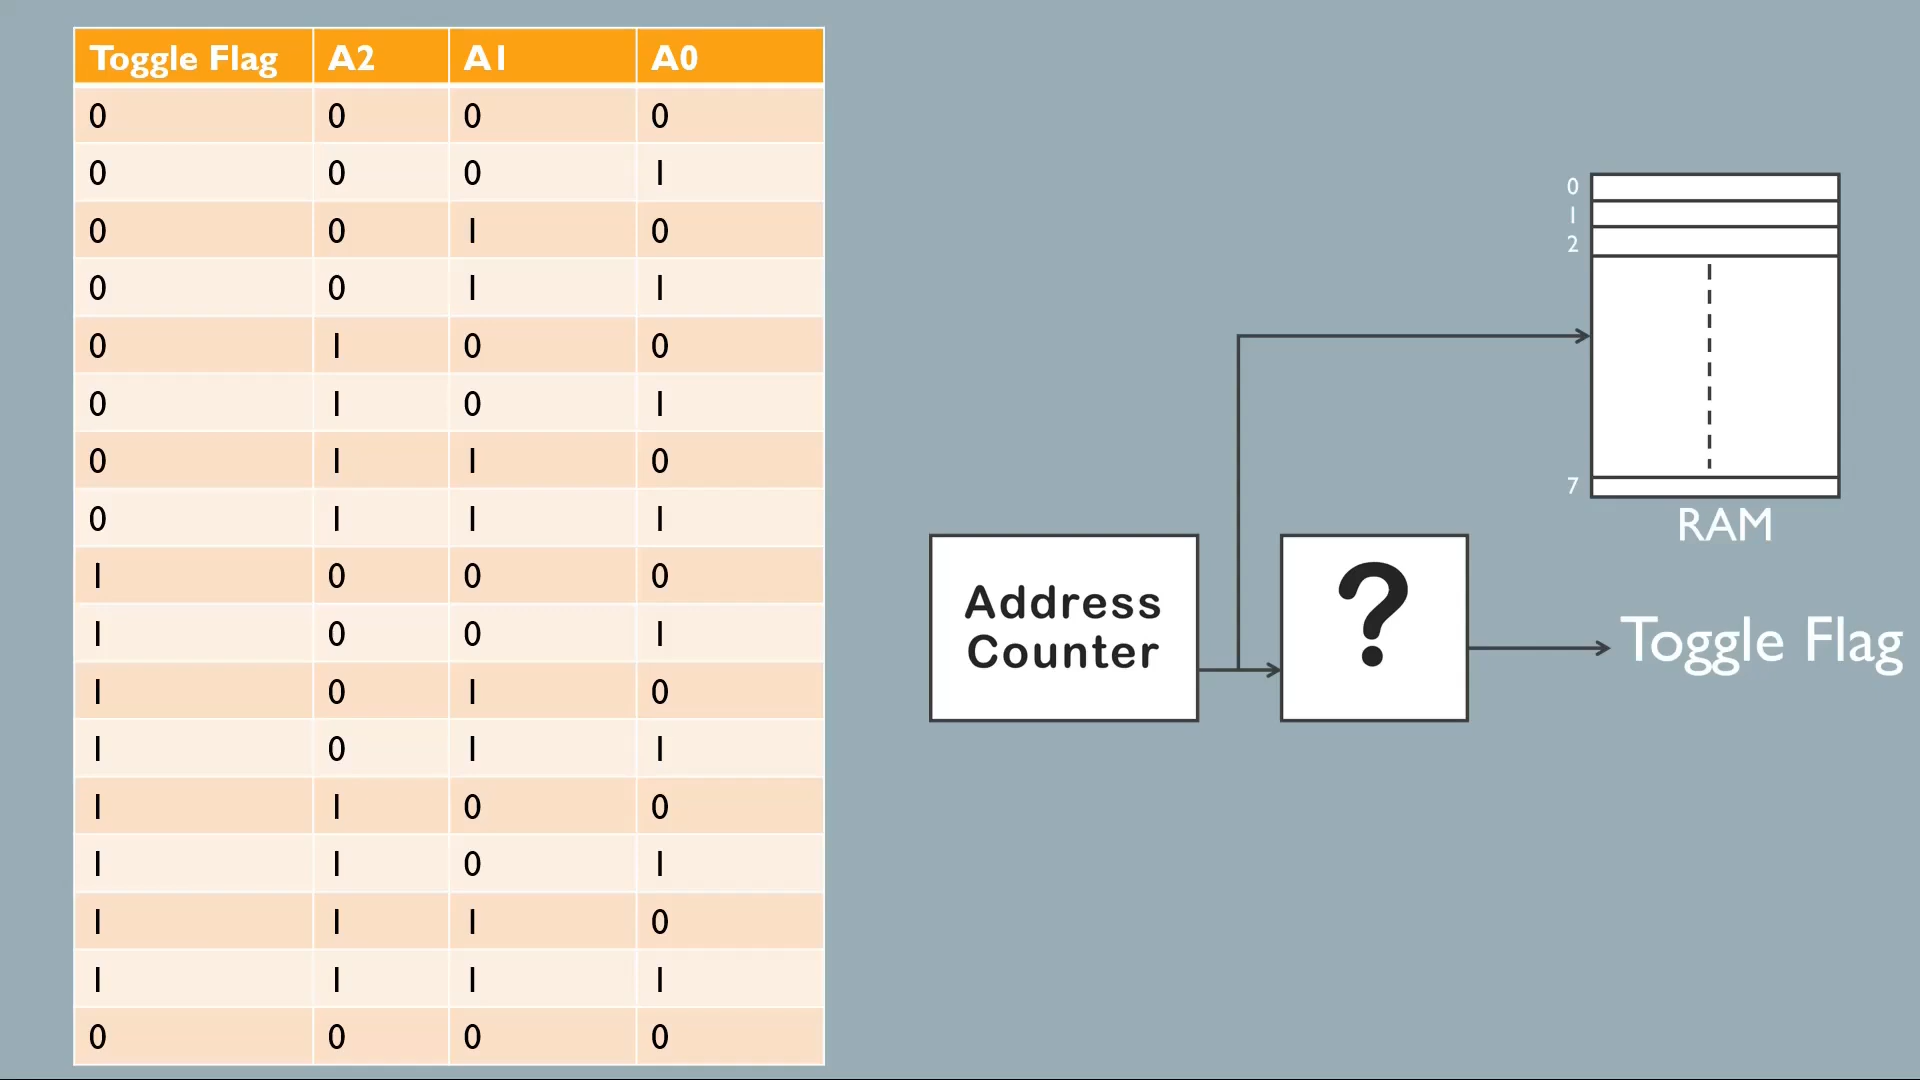 Toggle Flag A2 A1 A0
0 0 0 0
0 0 0 1
0 0 1 0
0 0 1 1
0 1 0 0
0 1 0 1
0 1 1 0
0 1 1 1
1 0 0 0
1 0 0 1
1 0 1 0
1 0 1 1
1 1 0 0
1 1 0 1
1 1 1 0
1 1 1 1
0 0 0 0
0
1
2
7
RAM
Address
Counter
?
Toggle Flag